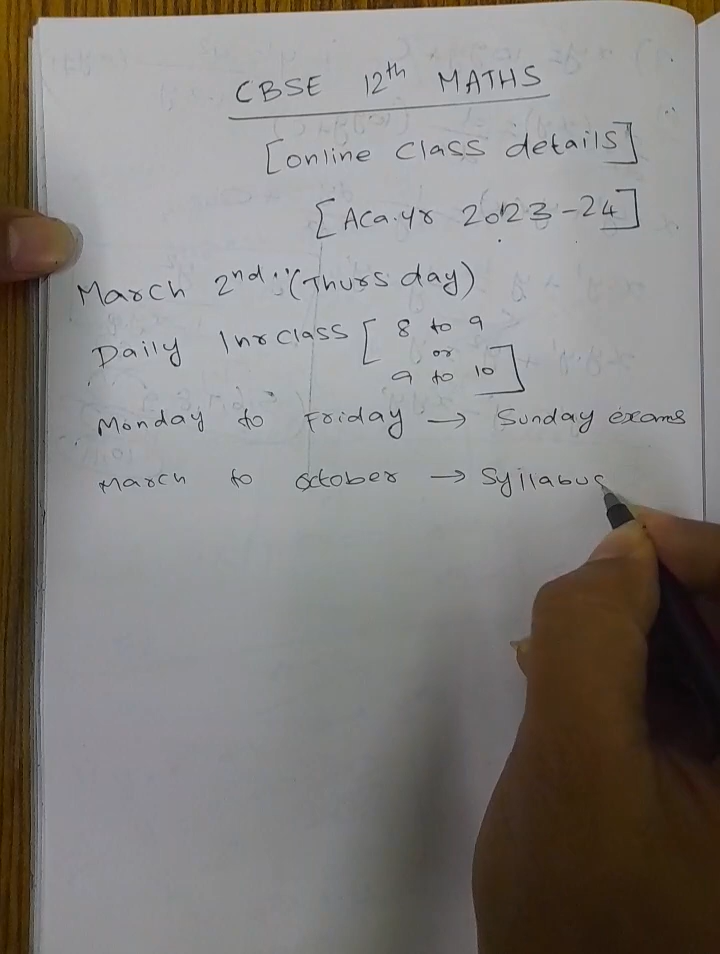 CBSE 12th MATHS
[online class details]
[Aca.yr 2023-24]
March 2nd. (Thursday)
Daily 1hr class [ 8 to 9
or
9 to 10]
Monday to Friday → Sunday exams
March to october → Syllabus